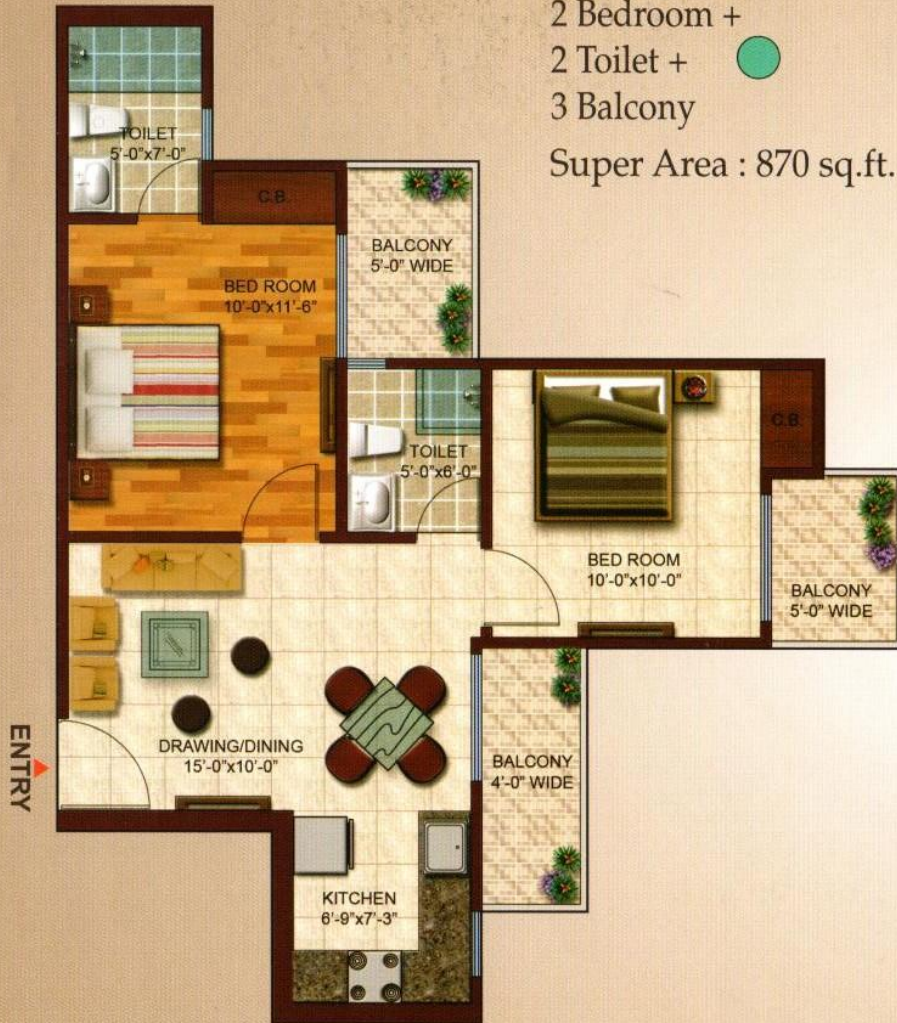 2 Bedroom +
2 Toilet +
3 Balcony
Super Area : 870 sq.ft.
TOILET
5'-0"x7'-0"
C.B.
BALCONY
5'-0" WIDE
BED ROOM
10'-0"x11'-6"
C.B.
TOILET
5'-0"x6'-0"
BED ROOM
10'-0"x10'-0"
BALCONY
5'-0" WIDE
ENTRY
DRAWING/DINING
15'-0"x10'-0"
BALCONY
4'-0" WIDE
KITCHEN
6'-9"x7'-3"